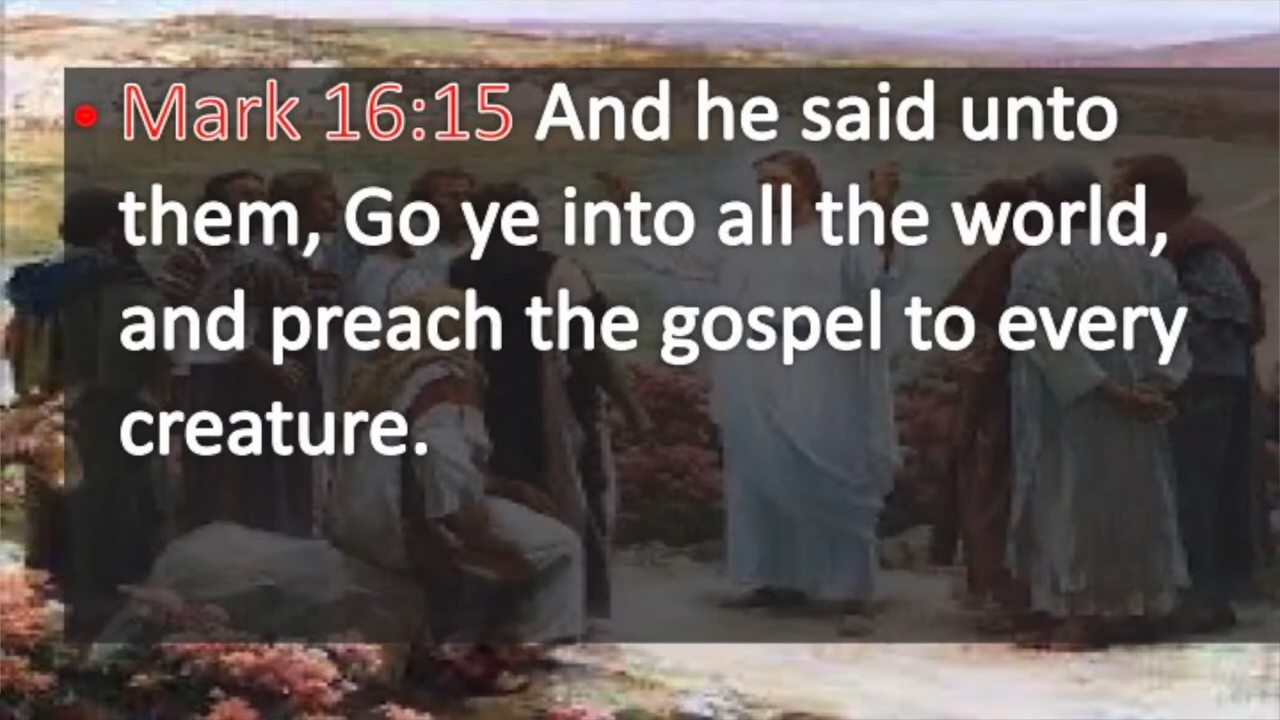 • Mark 16:15 And he said unto
them, Go ye into all the world,
and preach the gospel to every
creature.